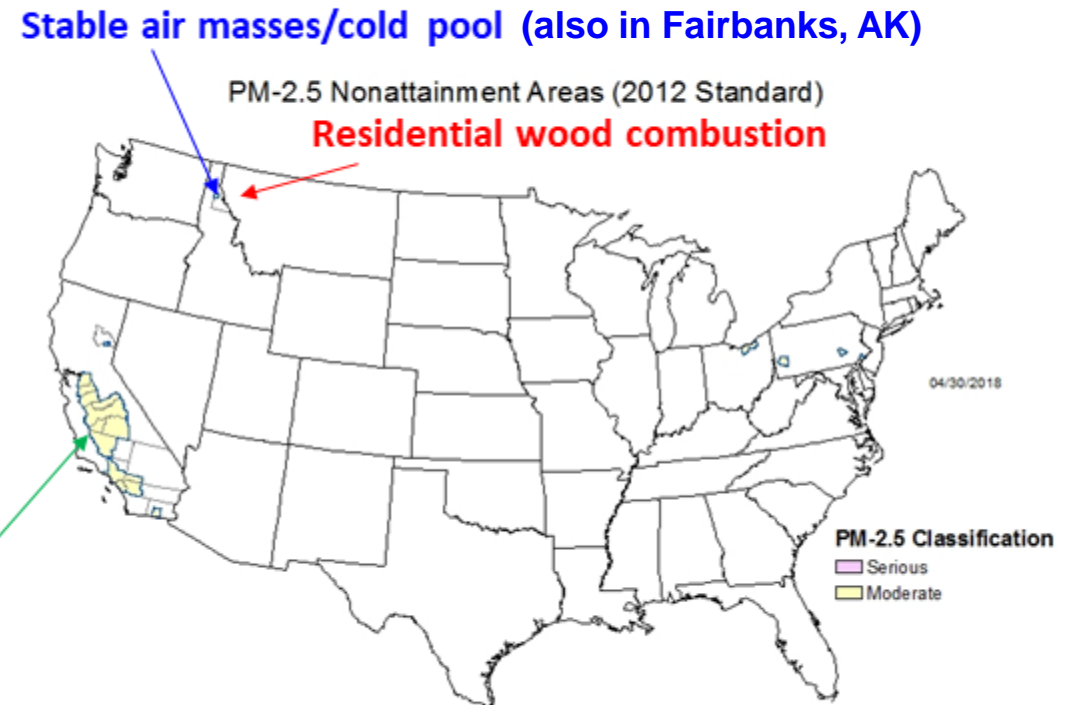 Stable air masses/cold pool (also in Fairbanks, AK)
PM-2.5 Nonattainment Areas (2012 Standard)
Residential wood combustion
04/30/2018
PM-2.5 Classification
Serious
Moderate